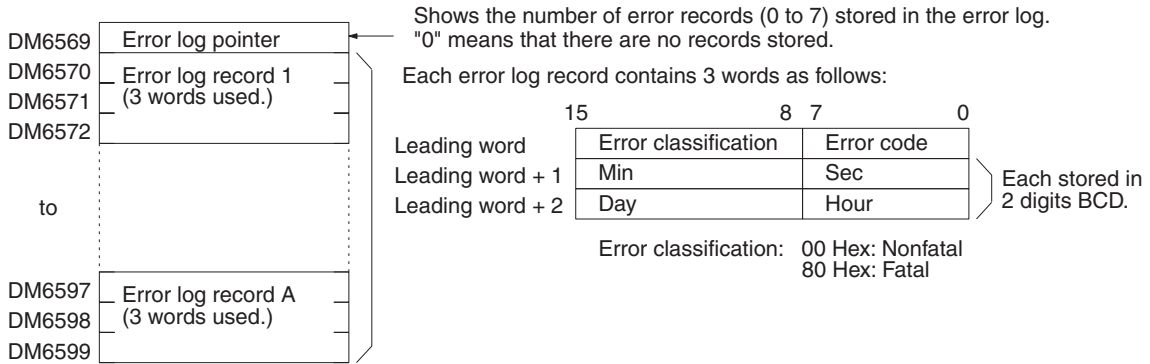 Shows the number of error records (0 to 7) stored in the error log.
"0" means that there are no records stored.
DM6569 Error log pointer
DM6570 Error log record 1
DM6571 (3 words used.)
DM6572
to
DM6597 Error log record A
DM6598 (3 words used.)
DM6599
Each error log record contains 3 words as follows:
15 8 7 0
Leading word Error classification Error code
Leading word + 1 Min Sec
Leading word + 2 Day Hour
Each stored in
2 digits BCD.
Error classification: 00 Hex: Nonfatal
80 Hex: Fatal